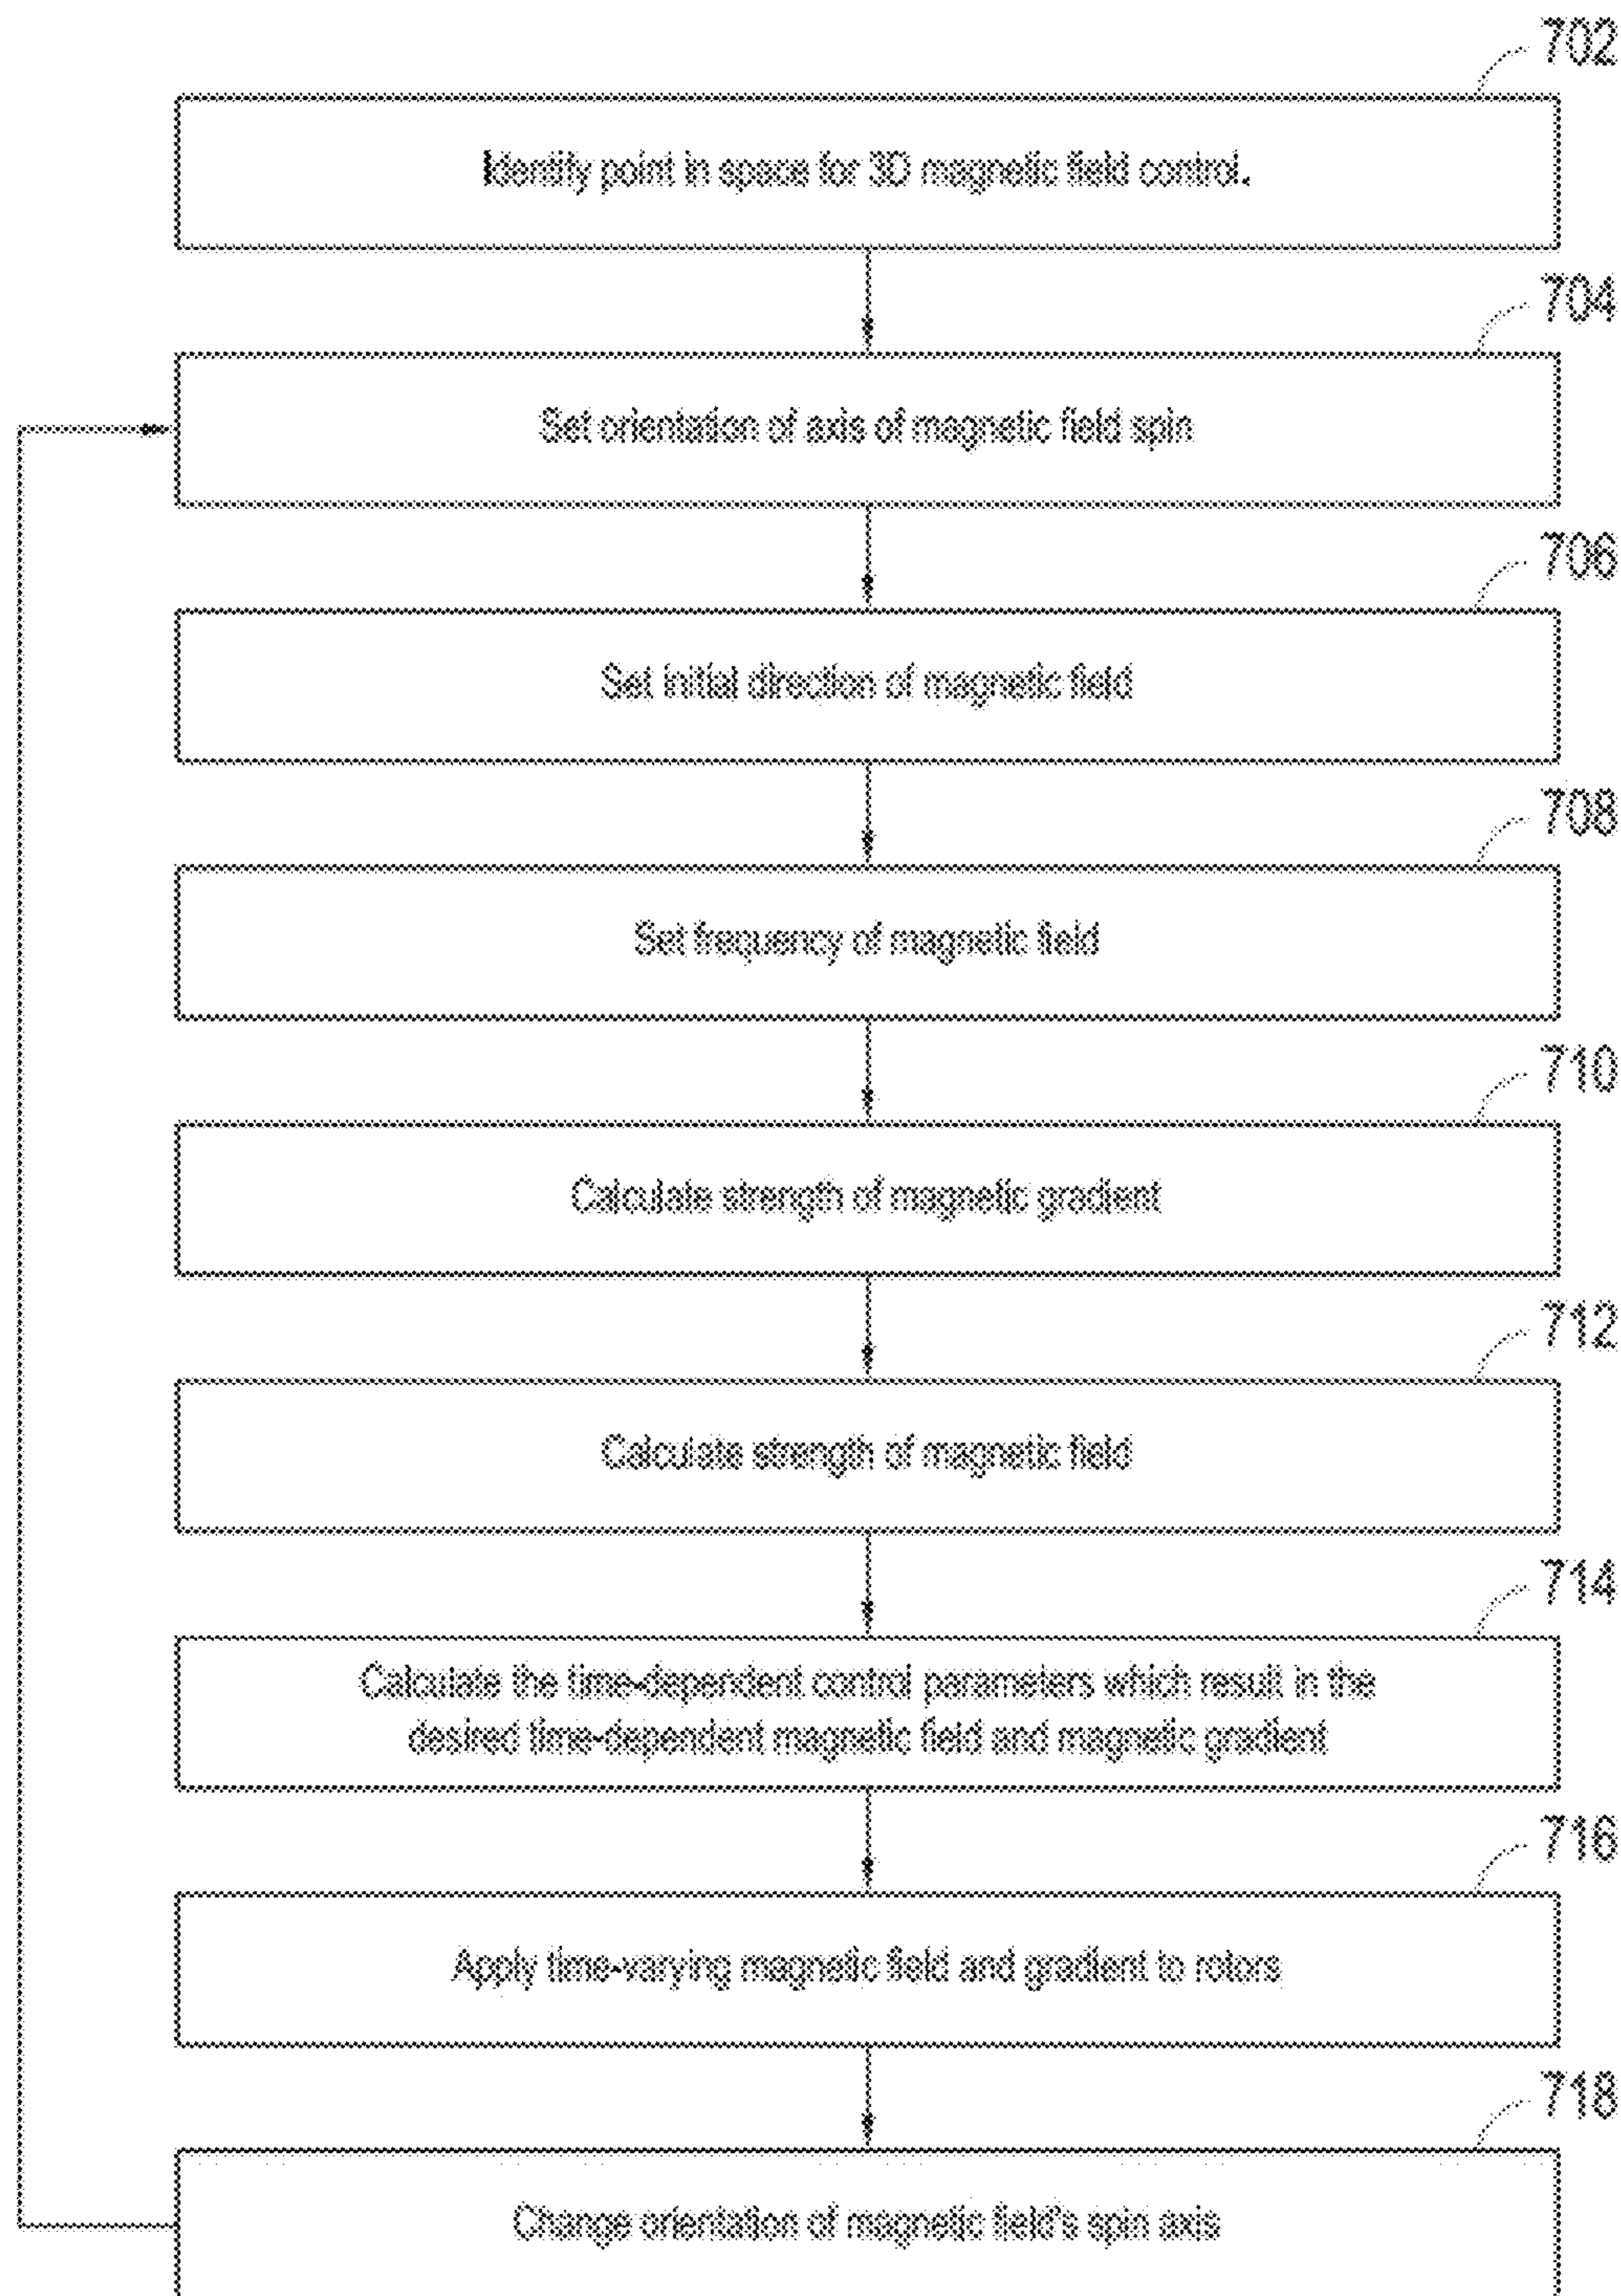 702
Identify point in space for 3D magnetic field control.
704
Set orientation of axis of magnetic field spin
706
Set initial direction of magnetic field
708
Set frequency of magnetic field
710
Calculate strength of magnetic gradient
712
Calculate strength of magnetic field
714
Calculate the time-dependent control parameters which result in the
desired time-dependent magnetic field and magnetic gradient
716
Apply time-varying magnetic field and gradient to rotors
718
Change orientation of magnetic field's spin axis